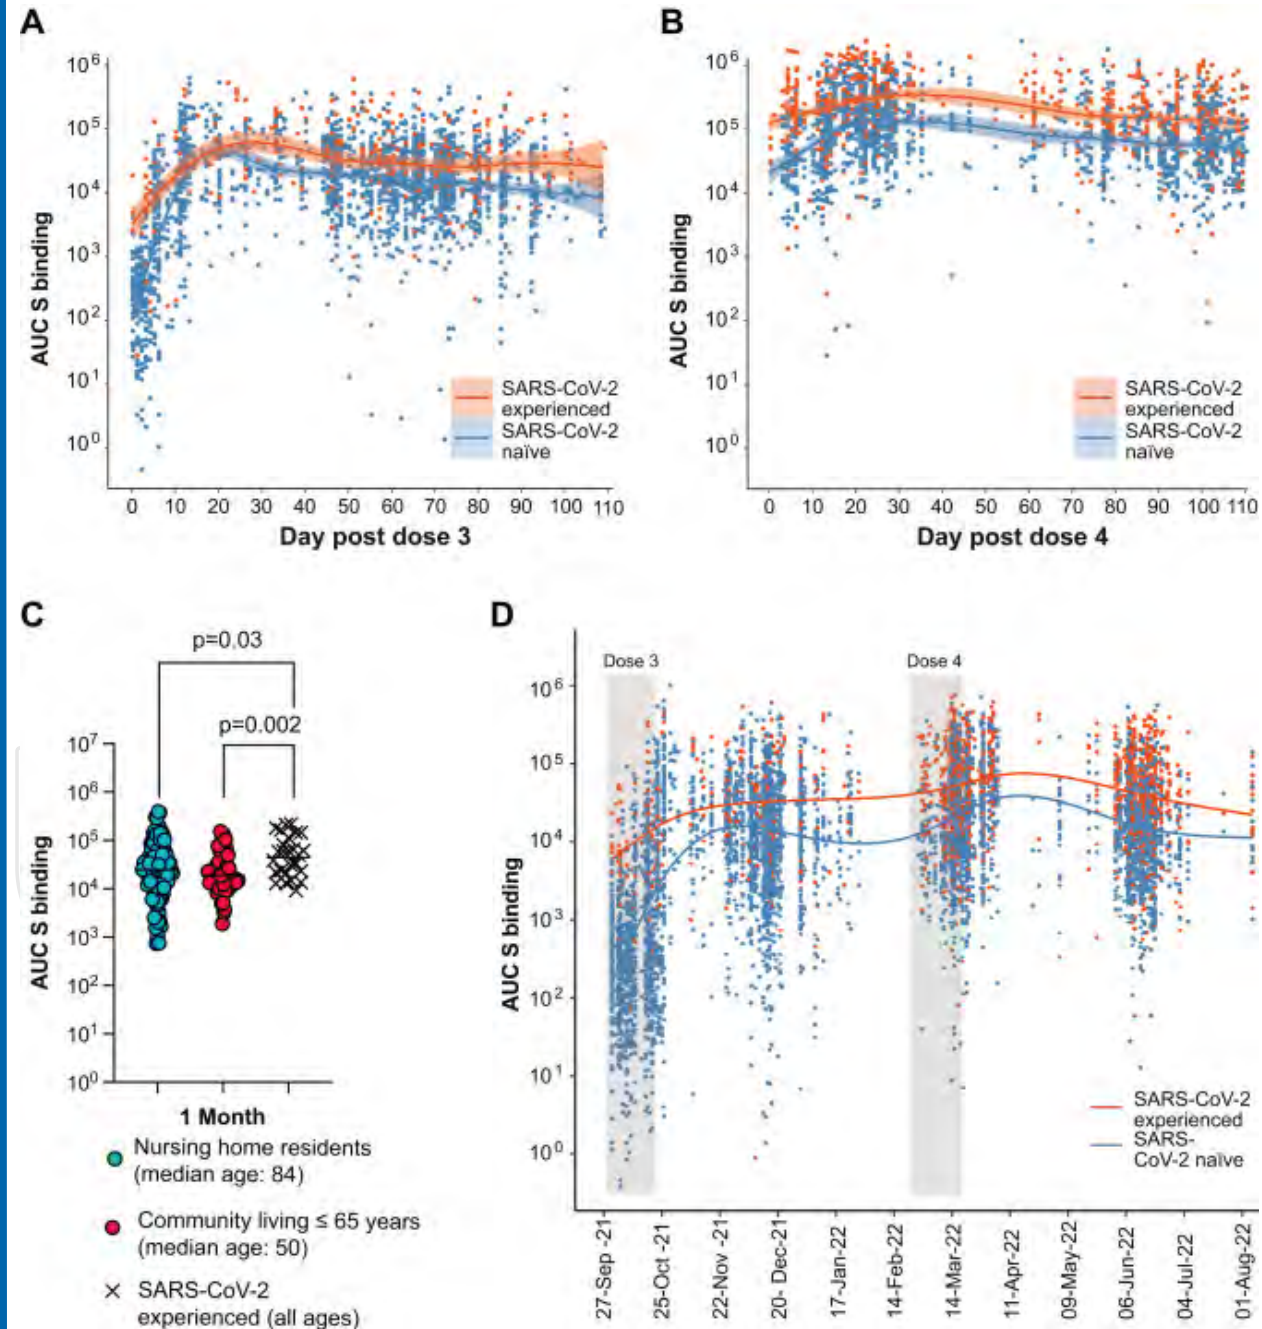 A
10^6
10^5
10^4
10^3
10^2
10^1
10^0
AUC S binding
SARS-CoV-2
experienced
SARS-CoV-2
naïve
0 10 20 30 40 50 60 70 80 90 100 110
Day post dose 3
B
10^6
10^5
10^4
10^3
10^2
10^1
10^0
AUC S binding
SARS-CoV-2
experienced
SARS-CoV-2
naïve
0 10 20 30 40 50 60 70 80 90 100 110
Day post dose 4
C
p=0.03
p=0.002
10^7
10^6
10^5
10^4
10^3
10^2
10^1
10^0
AUC S binding
1 Month
Nursing home residents
(median age: 84)
Community living ≤ 65 years
(median age: 50)
SARS-CoV-2
experienced (all ages)
D
Dose 3
Dose 4
10^6
10^5
10^4
10^3
10^2
10^1
10^0
AUC S binding
SARS-CoV-2
experienced
SARS-
CoV-2 naïve
27-Sep -21
25-Oct -21
22-Nov -21
20- Dec-21
17-Jan-22
14-Feb-22
14-Mar-22
11-Apr-22
09-May-22
06-Jun-22
04-Jul-22
01-Aug-22